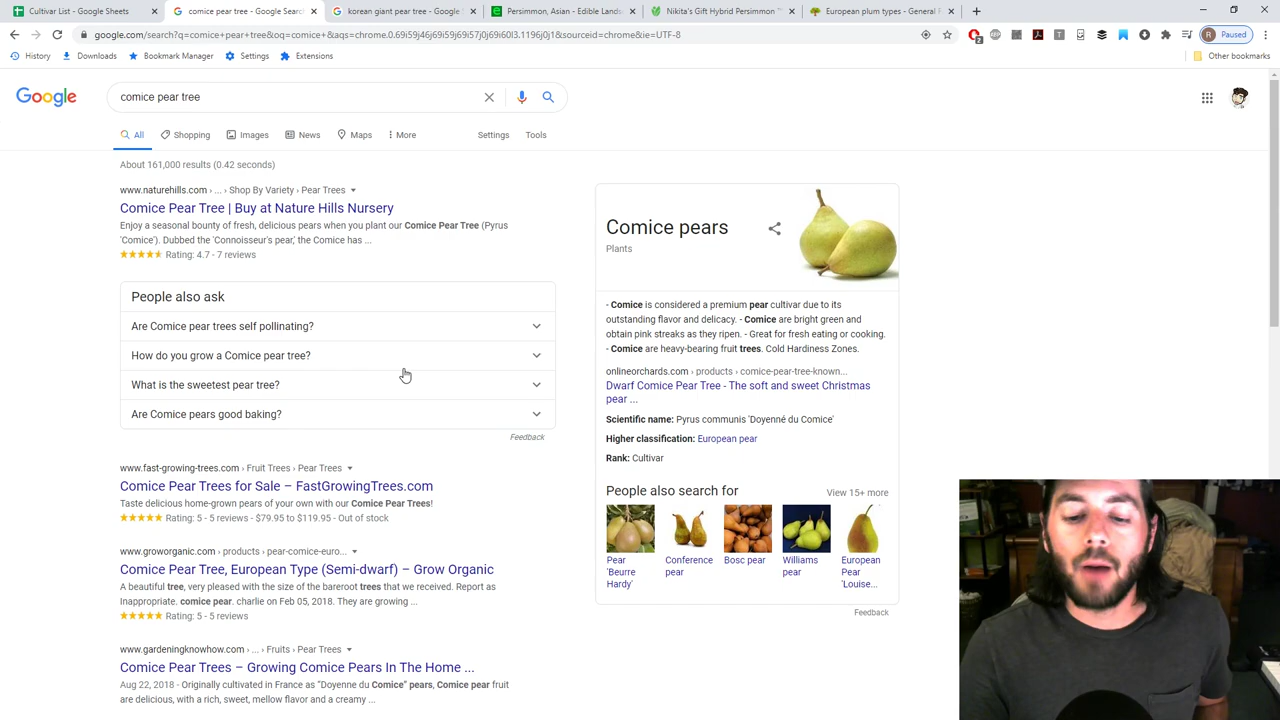 Cultivar List - Google Sheets
comice pear tree - Google Search
korean giant pear tree - Google S
Persimmon, Asian - Edible Lands
Nikita's Gift Hybrid Persimmon ™
European plum types - General F
google.com/search?q=comice+pear+tree&oq=comice+&aqs=chrome.0.69i59j46j69i59j69i57j0j69i60l3.1196j0j1&sourceid=chrome&ie=UTF-8
2
R Paused
History Downloads Bookmark Manager Settings Extensions
Other bookmarks
Google
comice pear tree
All Shopping Images News Maps More Settings Tools
About 161,000 results (0.42 seconds)
www.naturehills.com › ... › Shop By Variety › Pear Trees
Comice Pear Tree | Buy at Nature Hills Nursery
Enjoy a seasonal bounty of fresh, delicious pears when you plant our Comice Pear Tree (Pyrus
'Comice'). Dubbed the 'Connoisseur's pear,' the Comice has ...
Rating: 4.7 - 7 reviews
People also ask
Are Comice pear trees self pollinating?
How do you grow a Comice pear tree?
What is the sweetest pear tree?
Are Comice pears good baking?
Feedback
www.fast-growing-trees.com › Fruit Trees › Pear Trees
Comice Pear Trees for Sale – FastGrowingTrees.com
Taste delicious home-grown pears of your own with our Comice Pear Trees!
Rating: 5 - 5 reviews - $79.95 to $119.95 - Out of stock
www.groworganic.com › products › pear-comice-euro...
Comice Pear Tree, European Type (Semi-dwarf) – Grow Organic
A beautiful tree, very pleased with the size of the bareroot trees that we received. Report as
Inappropriate. comice pear. charlie on Feb 05, 2018. They are growing ...
Rating: 5 - 5 reviews
www.gardeningknowhow.com › ... › Fruits › Pear Trees
Comice Pear Trees – Growing Comice Pears In The Home ...
Aug 22, 2018 - Originally cultivated in France as “Doyenne du Comice” pears, Comice pear fruit
are delicious, with a rich, sweet, mellow flavor and a creamy ...
Comice pears
Plants
- Comice is considered a premium pear cultivar due to its
outstanding flavor and delicacy. - Comice are bright green and
obtain pink streaks as they ripen. - Great for fresh eating or cooking.
- Comice are heavy-bearing fruit trees. Cold Hardiness Zones.
onlineorchards.com › products › comice-pear-tree-known...
Dwarf Comice Pear Tree - The soft and sweet Christmas
pear ...
Scientific name: Pyrus communis 'Doyenné du Comice'
Higher classification: European pear
Rank: Cultivar
People also search for
View 15+ more
Pear
'Beurre
Hardy'
Conference
pear
Bosc pear
Williams
pear
European
Pear
'Louise...
Feedback